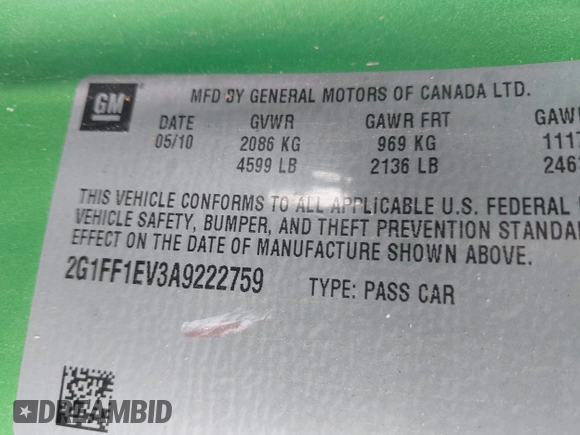 GM
MFD BY GENERAL MOTORS OF CANADA LTD.
DATE GVWR GAWR FRT
05/10 2086 KG 969 KG
4599 LB 2136 LB
THIS VEHICLE CONFORMS TO ALL APPLICABLE U.S. FEDERAL
VEHICLE SAFETY, BUMPER, AND THEFT PREVENTION
EFFECT ON THE DATE OF MANUFACTURE SHOWN ABOVE.
2G1FF1EV3A9222759 TYPE: PASS CAR
DREAMBID